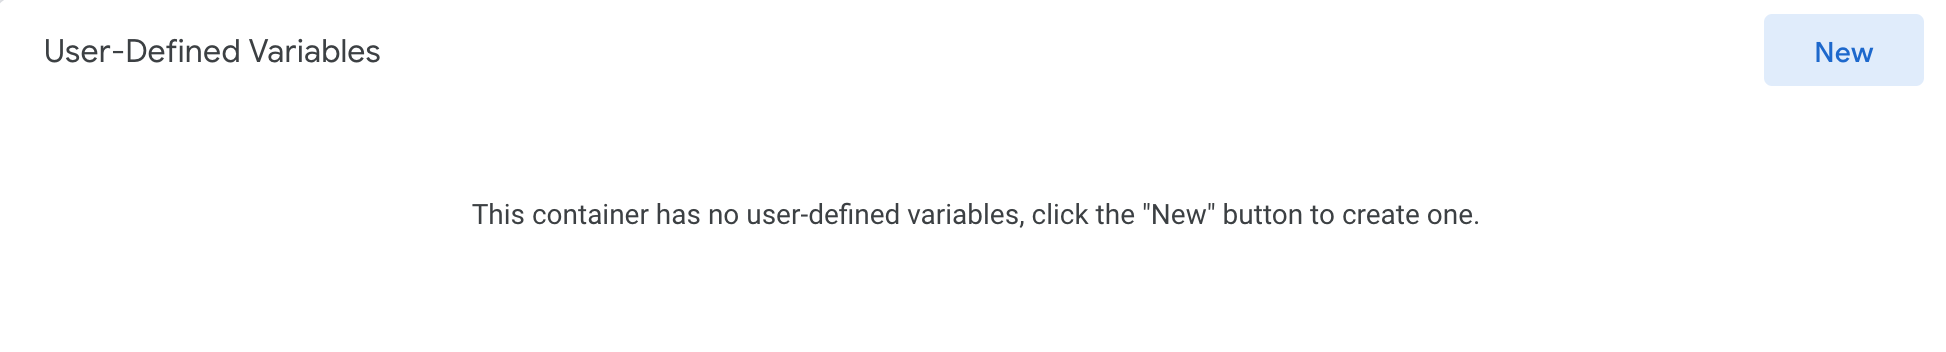 User-Defined Variables
New
This container has no user-defined variables, click the "New" button to create one.